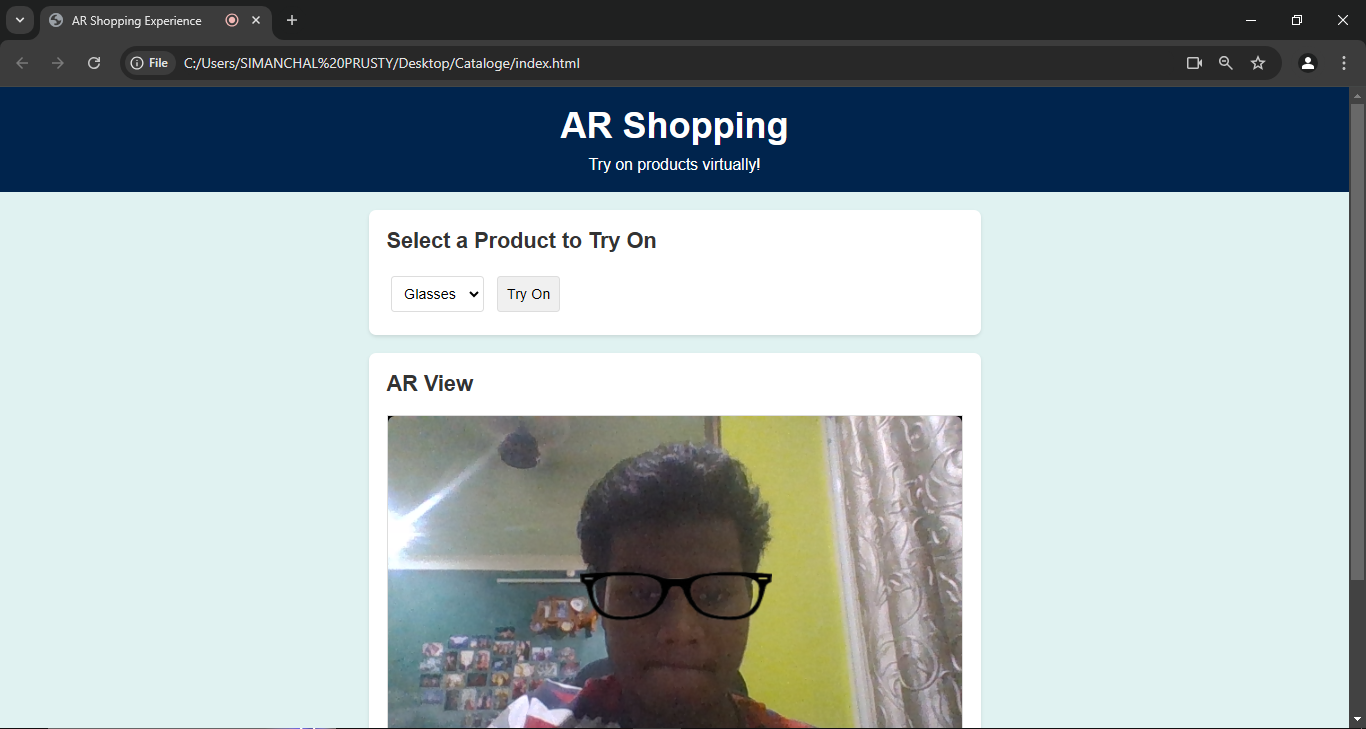 AR Shopping Experience
File C:/Users/SIMANCHAL%20PRUSTY/Desktop/Cataloge/index.html
AR Shopping
Try on products virtually!
Select a Product to Try On
Glasses Try On
AR View